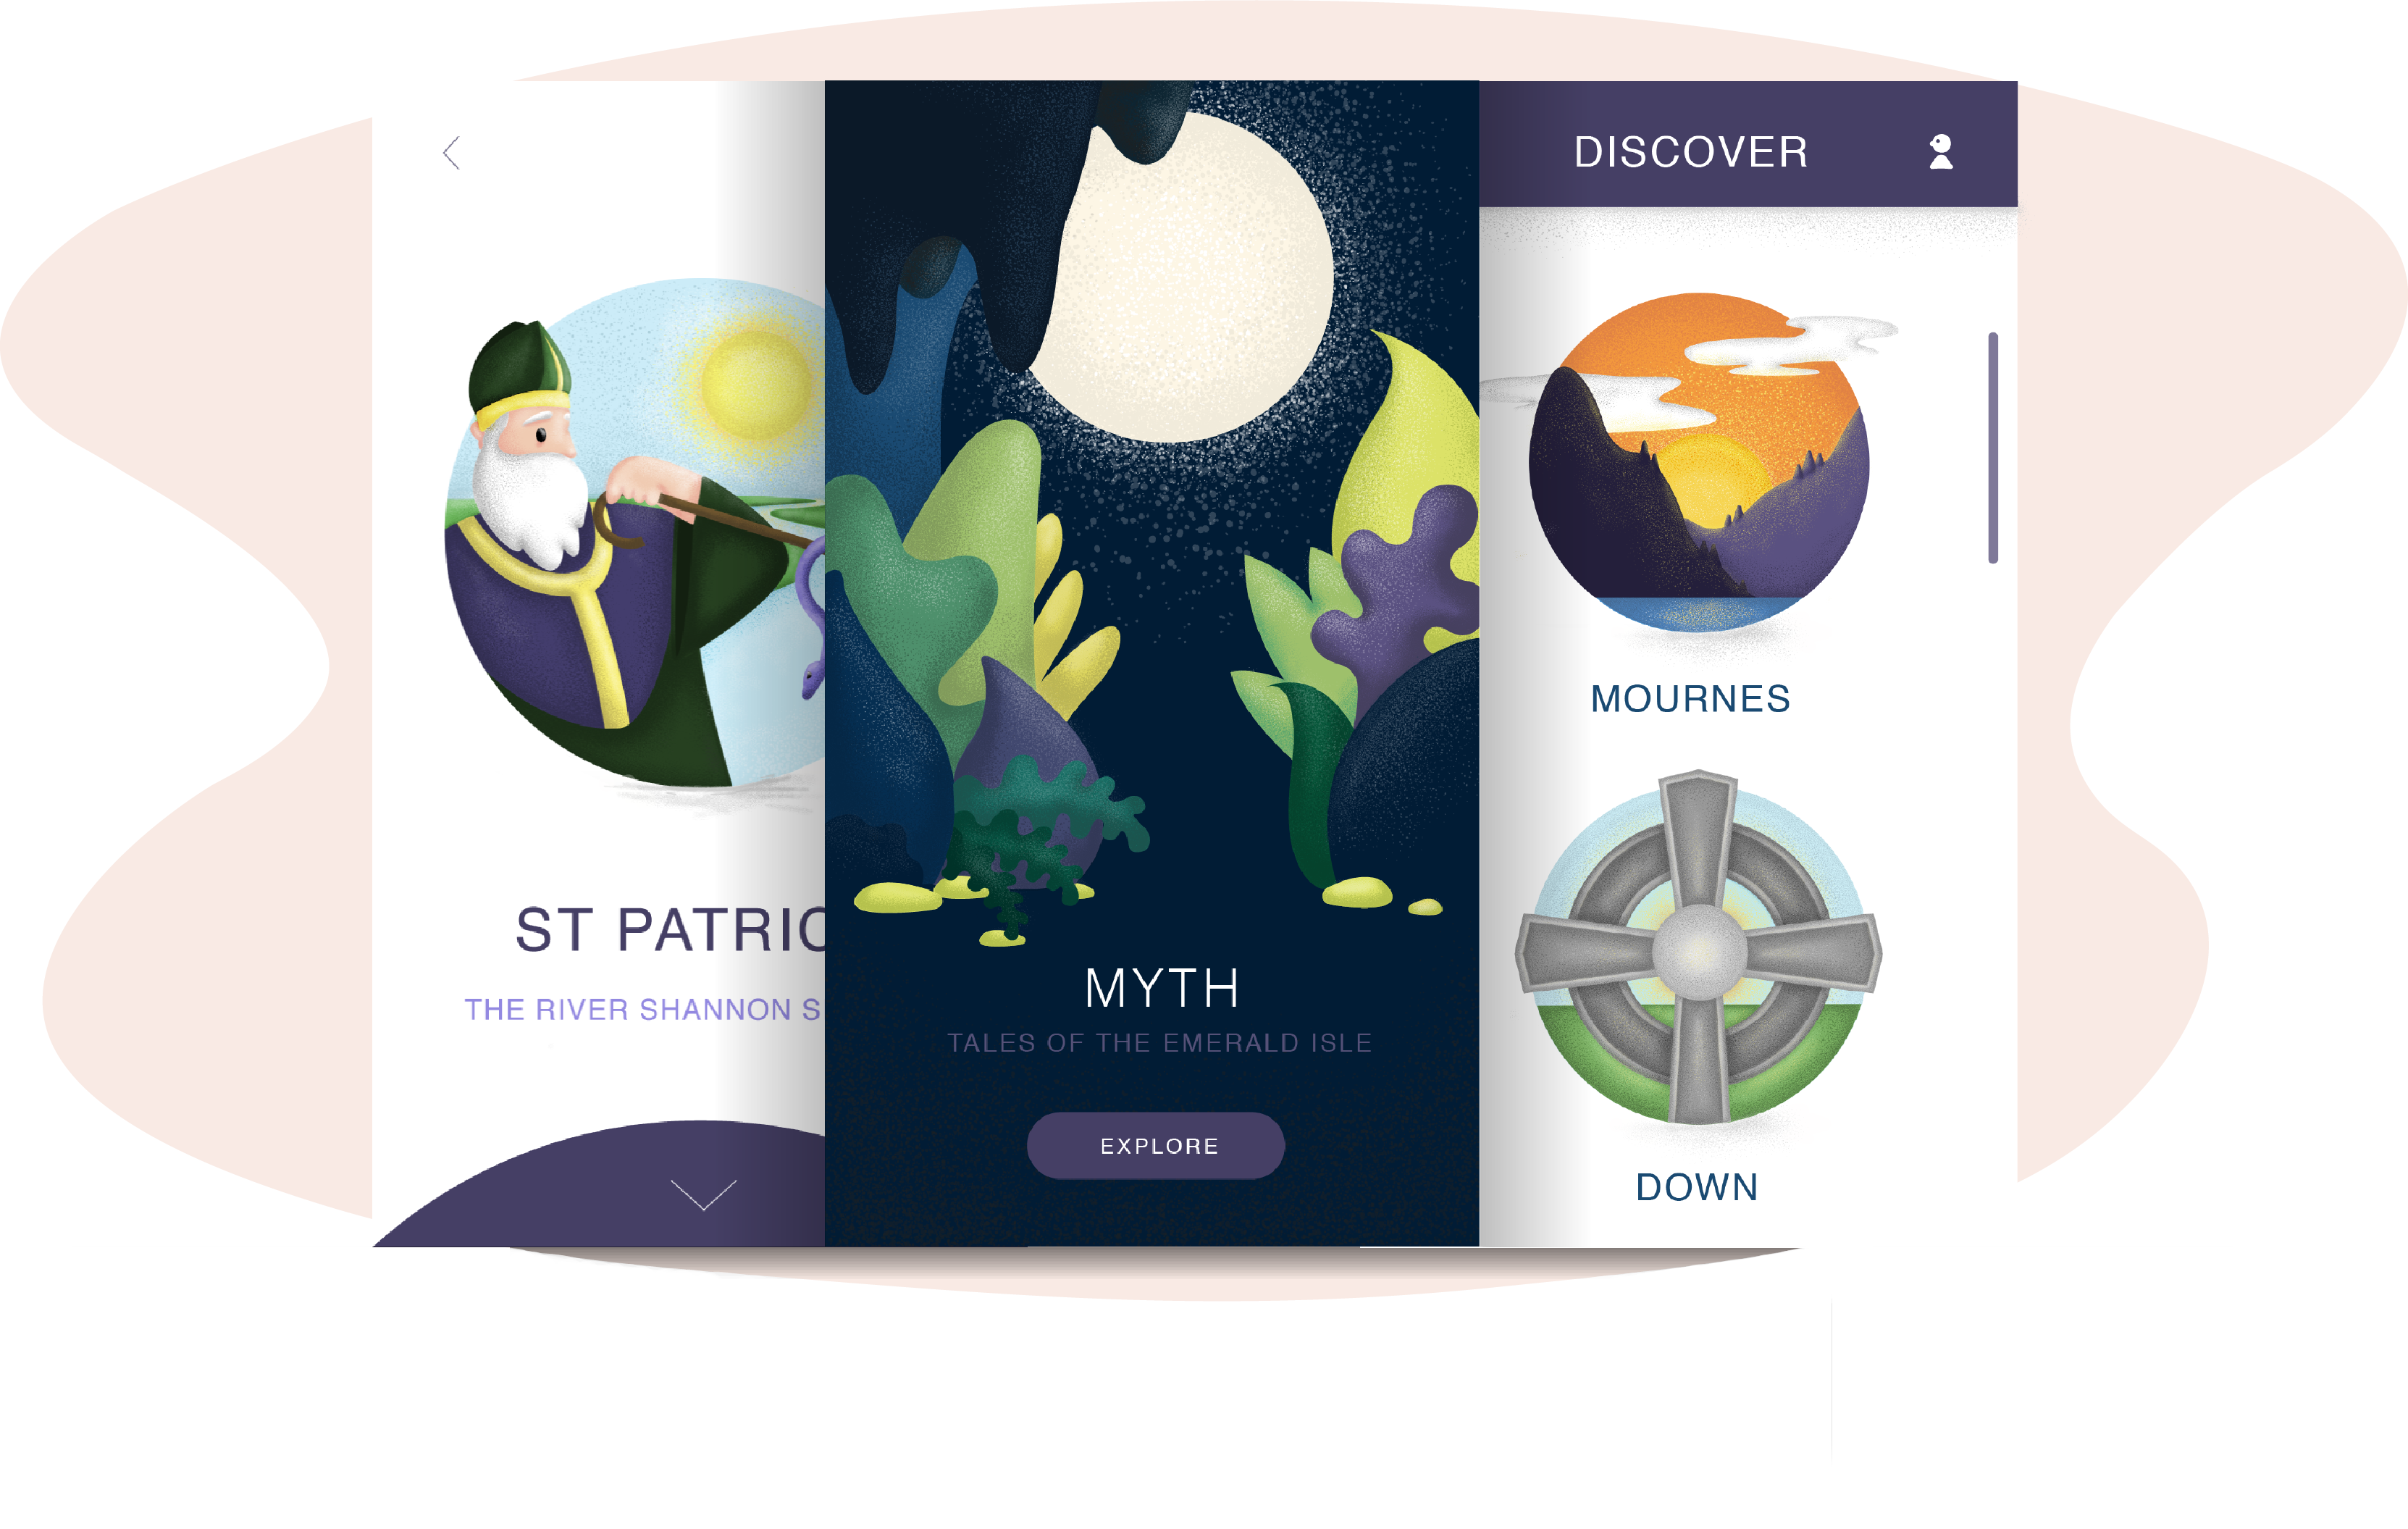 ST PATRIC
THE RIVER SHANNON S
MYTH
TALES OF THE EMERALD ISLE
EXPLORE
DISCOVER
MOURNES
DOWN